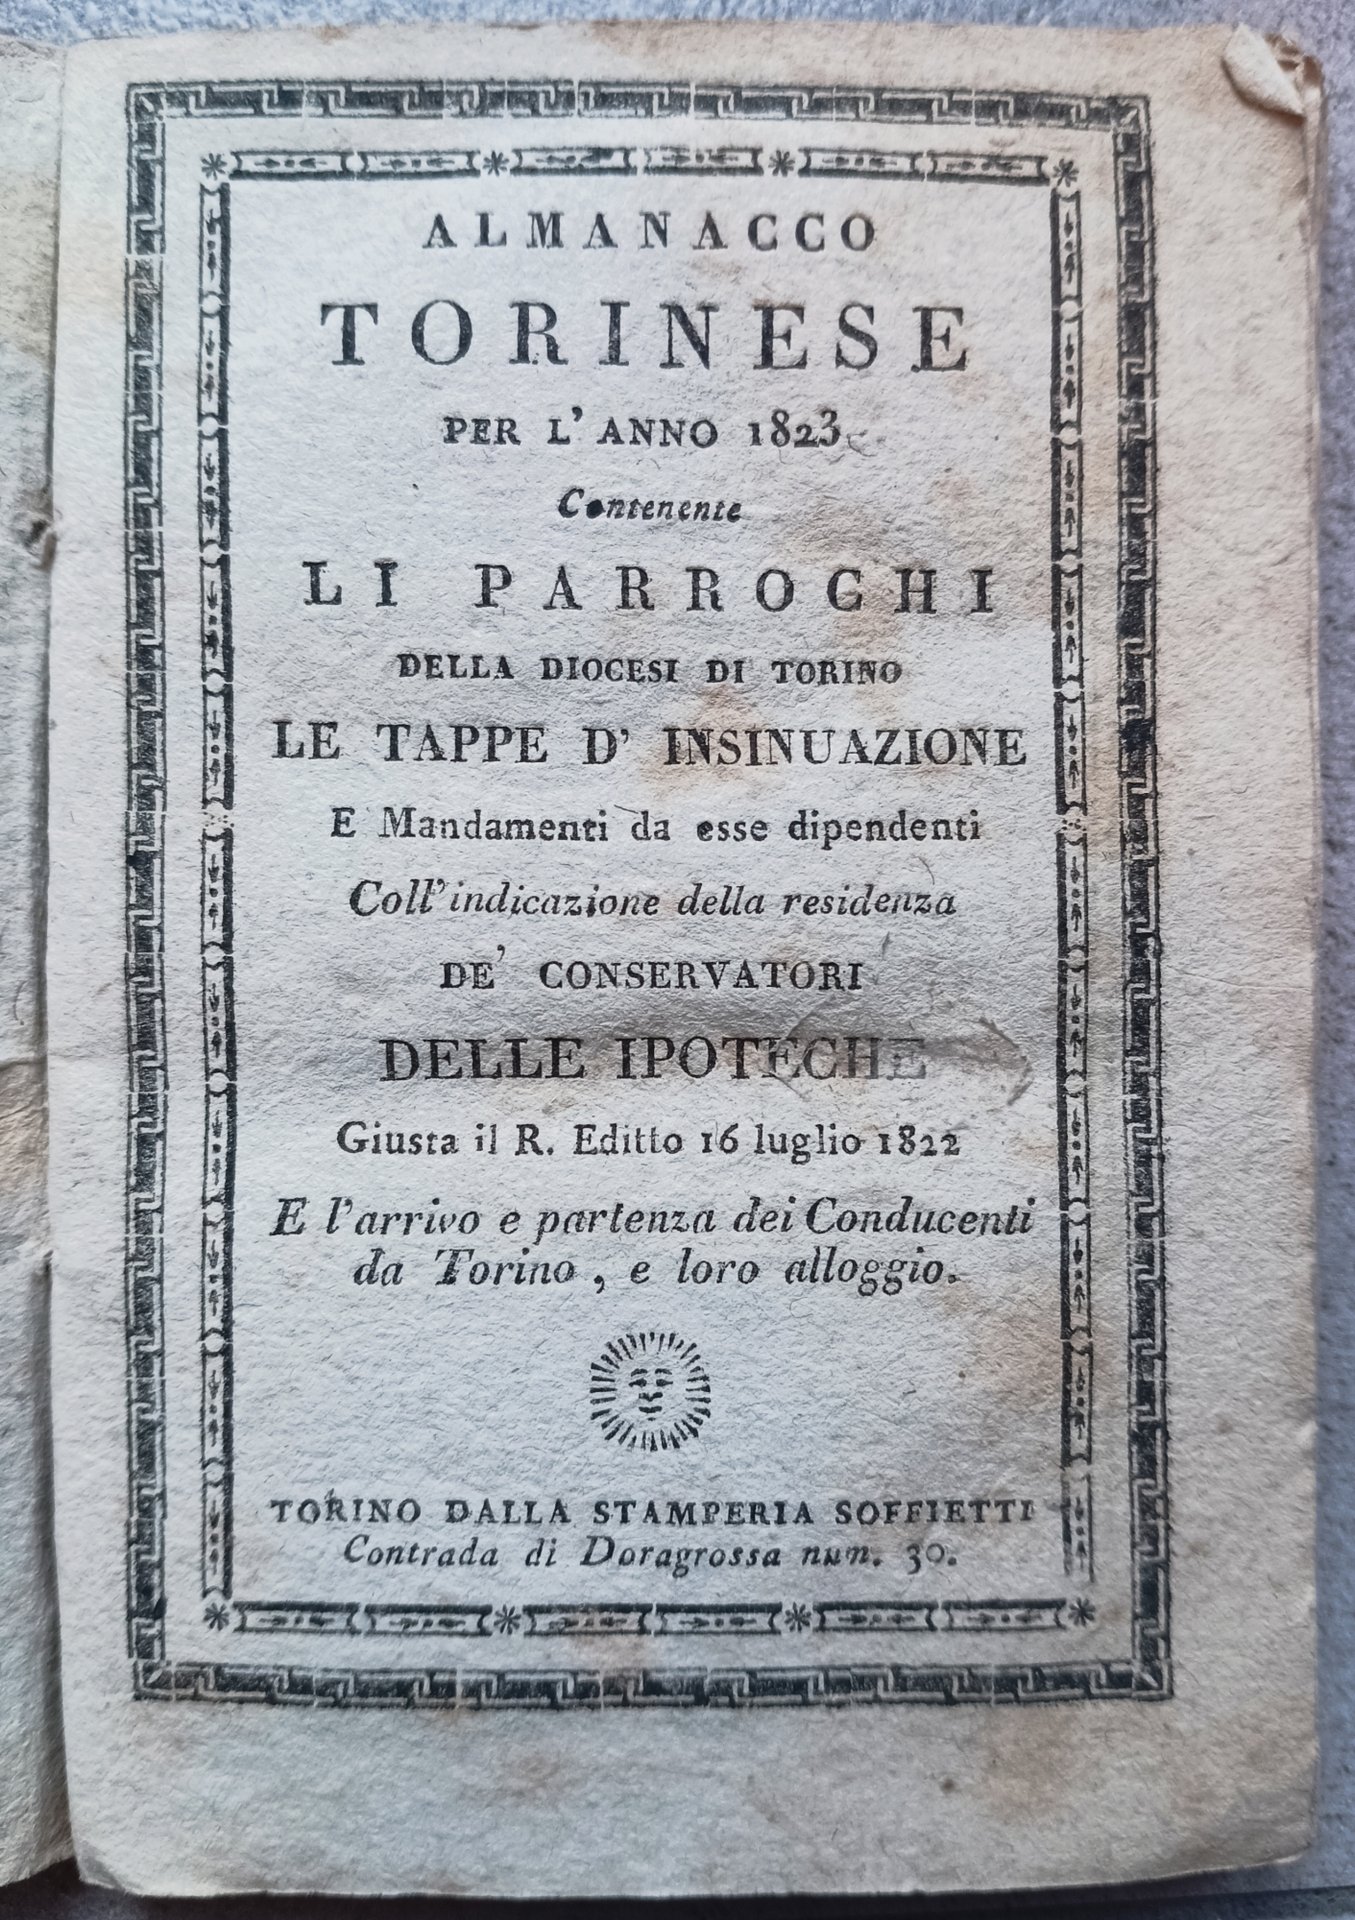 ALMANACCO
TORINESE
PER L'ANNO 1823
Contenente
LI PARROCHI
DELLA DIOCESI DI TORINO
LE TAPPE D' INSINUAZIONE
E Mandamenti da esse dipendenti
Coll'indicazione della residenza
DE' CONSERVATORI
DELLE IPOTECHE
Giusta il R. Editto 16 luglio 1822
E l'arrivo e partenza dei Conducenti
da Torino, e loro alloggio.
TORINO DALLA STAMPERIA SOFFIETTI
Contrada di Doragrossa num. 30.